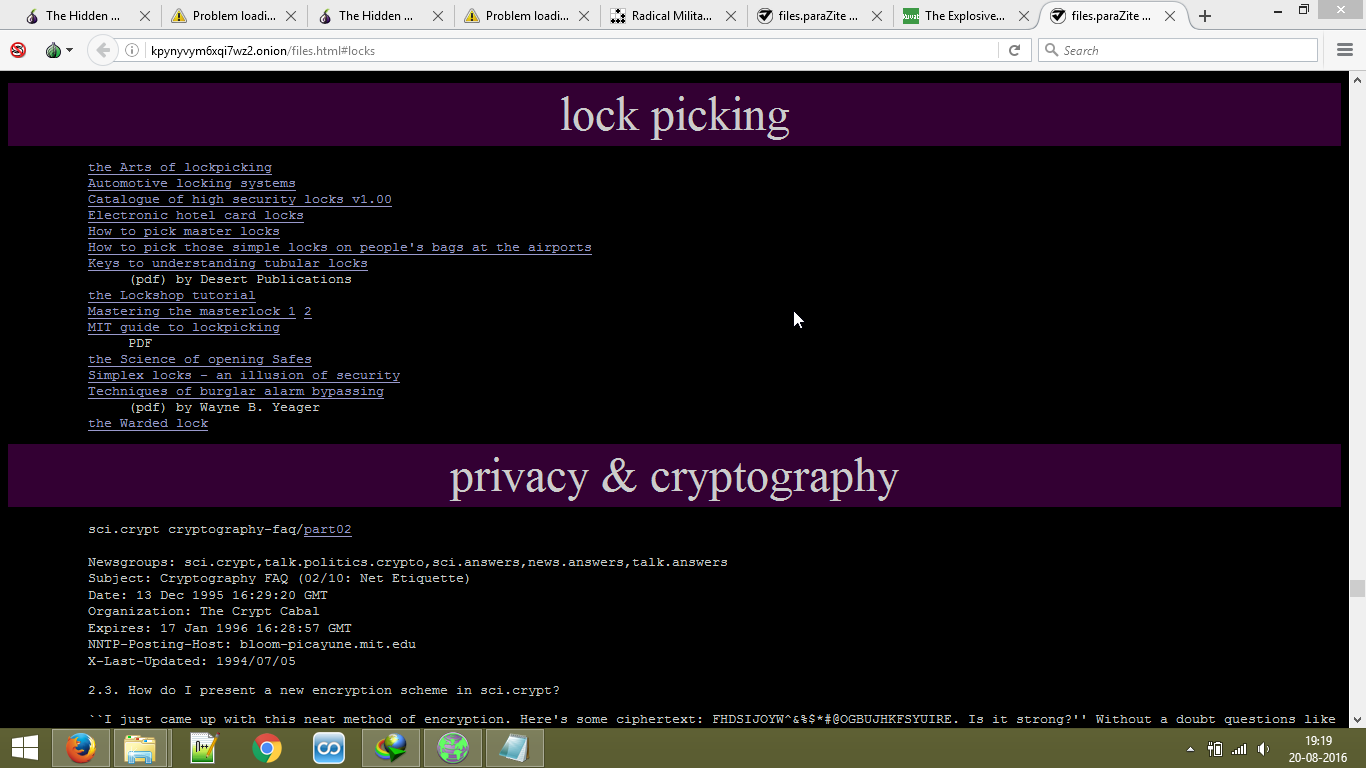 The Hidden ...
Problem loadi...
The Hidden ...
Problem loadi...
Radical Milita...
files.paraZite ...
The Explosive...
files.paraZite ...
kpynyvym6xqi7wz2.onion/files.html#locks
Search
lock picking
the Arts of lockpicking
Automotive locking systems
Catalogue of high security locks v1.00
Electronic hotel card locks
How to pick master locks
How to pick those simple locks on people's bags at the airports
Keys to understanding tubular locks
(pdf) by Desert Publications
the Lockshop tutorial
Mastering the masterlock 1 2
MIT guide to lockpicking
PDF
the Science of opening Safes
Simplex locks - an illusion of security
Techniques of burglar alarm bypassing
(pdf) by Wayne B. Yeager
the Warded lock
privacy & cryptography
sci.crypt cryptography-faq/part02
Newsgroups: sci.crypt,talk.politics.crypto,sci.answers,news.answers,talk.answers
Subject: Cryptography FAQ (02/10: Net Etiquette)
Date: 13 Dec 1995 16:29:20 GMT
Organization: The Crypt Cabal
Expires: 17 Jan 1996 16:28:57 GMT
NNTP-Posting-Host: bloom-picayune.mit.edu
X-Last-Updated: 1994/07/05
2.3. How do I present a new encryption scheme in sci.crypt?
``I just came up with this neat method of encryption. Here's some ciphertext: FHDSIJOYW^&%$*#@OGBUJHKFSYUIRE. Is it strong?'' Without a doubt questions like
19:19
20-08-2016